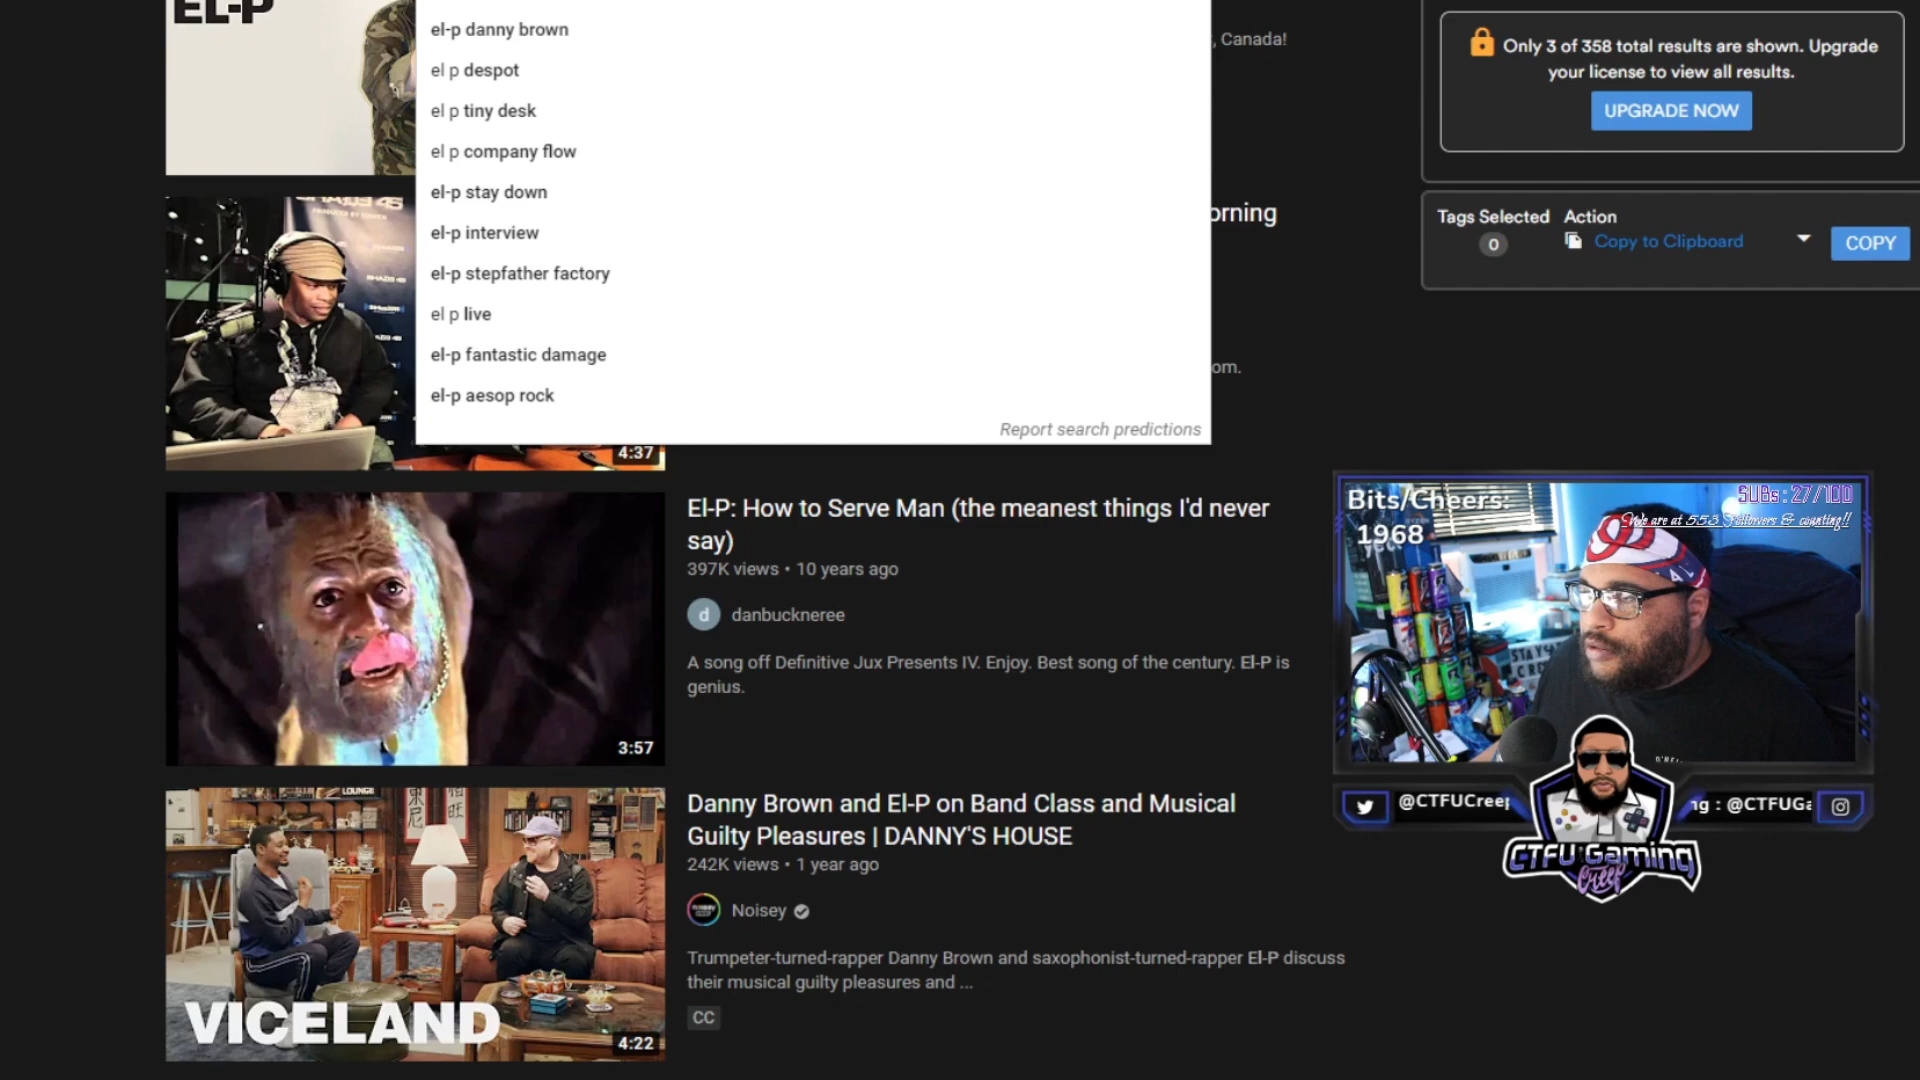 EL-P
el-p danny brown
el p despot
el p tiny desk
el p company flow
el-p stay down
el-p interview
el-p stepfather factory
el p live
el-p fantastic damage
el-p aesop rock
Report search predictions
, Canada!
orning
om.
4:37
El-P: How to Serve Man (the meanest things I'd never
say)
397K views • 10 years ago
d
danbuckneree
A song off Definitive Jux Presents IV. Enjoy. Best song of the century. El-P is
genius.
3:57
Danny Brown and El-P on Band Class and Musical
Guilty Pleasures | DANNY'S HOUSE
242K views • 1 year ago
Noisey
Trumpeter-turned-rapper Danny Brown and saxophonist-turned-rapper El-P discuss
their musical guilty pleasures and ...
CC
LOUNGE
VICELAND
4:22
Only 3 of 358 total results are shown. Upgrade
your license to view all results.
UPGRADE NOW
Tags Selected
Action
0
Copy to Clipboard
COPY
Bits/Cheers:
1968
SUBs: 27/100
We are at 553 Followers & counting!!
@CTFUCree
ng : @CTFUGa
CTFU Gaming
Creep